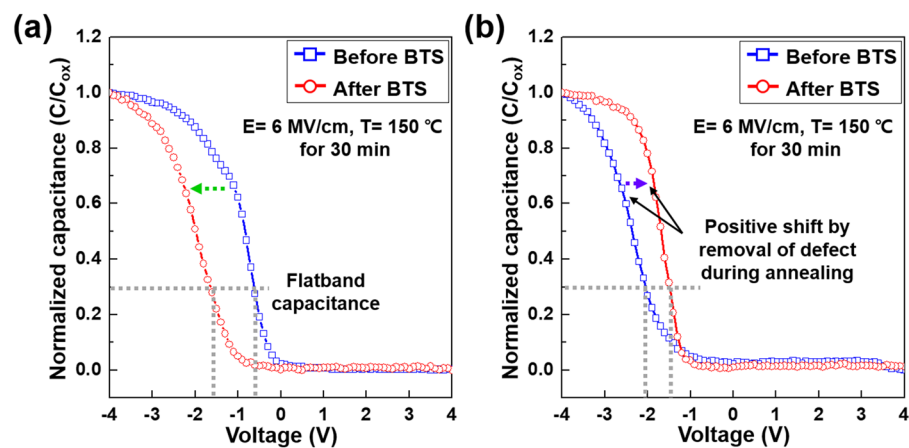 (a)
Normalized capacitance (C/Cox)
1.2
1.0
0.8
0.6
0.4
0.2
0.0
Before BTS
After BTS
E= 6 MV/cm, T= 150 ℃
for 30 min
Flatband
capacitance
-4 -3 -2 -1 0 1 2 3 4
Voltage (V)
(b)
Normalized capacitance (C/Cox)
1.2
1.0
0.8
0.6
0.4
0.2
0.0
Before BTS
After BTS
E= 6 MV/cm, T= 150 ℃
for 30 min
Positive shift by
removal of defect
during annealing
-4 -3 -2 -1 0 1 2 3 4
Voltage (V)